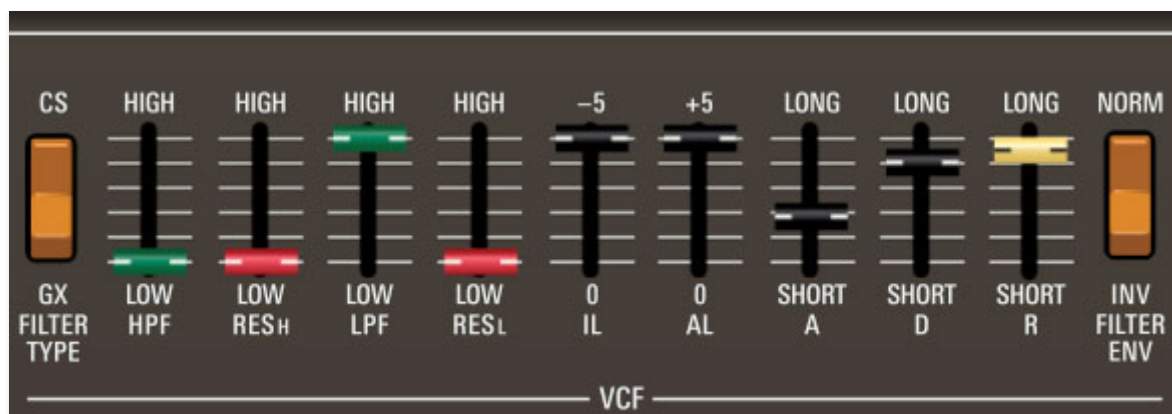 CS HIGH HIGH HIGH HIGH −5 +5 LONG LONG LONG NORM
GX LOW LOW LOW LOW 0 0 SHORT SHORT SHORT INV
FILTER HPF RESH LPF RESL IL AL A D R FILTER
TYPE ENV
VCF